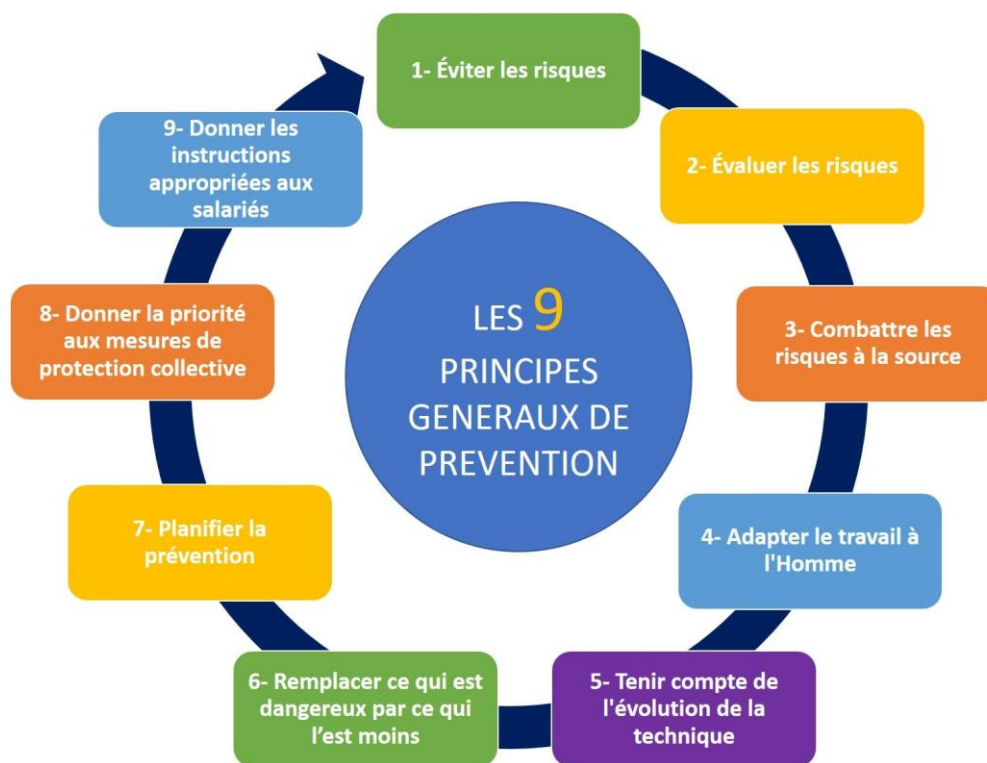 1- Éviter les risques
2- Évaluer les risques
3- Combattre les
risques à la source
4- Adapter le travail à
l'Homme
5- Tenir compte de
l'évolution de la
technique
6- Remplacer ce qui est
dangereux par ce qui
l’est moins
7- Planifier la
prévention
8- Donner la priorité
aux mesures de
protection collective
9- Donner les
instructions
appropriées aux
salariés
LES 9
PRINCIPES
GENERAUX DE
PREVENTION